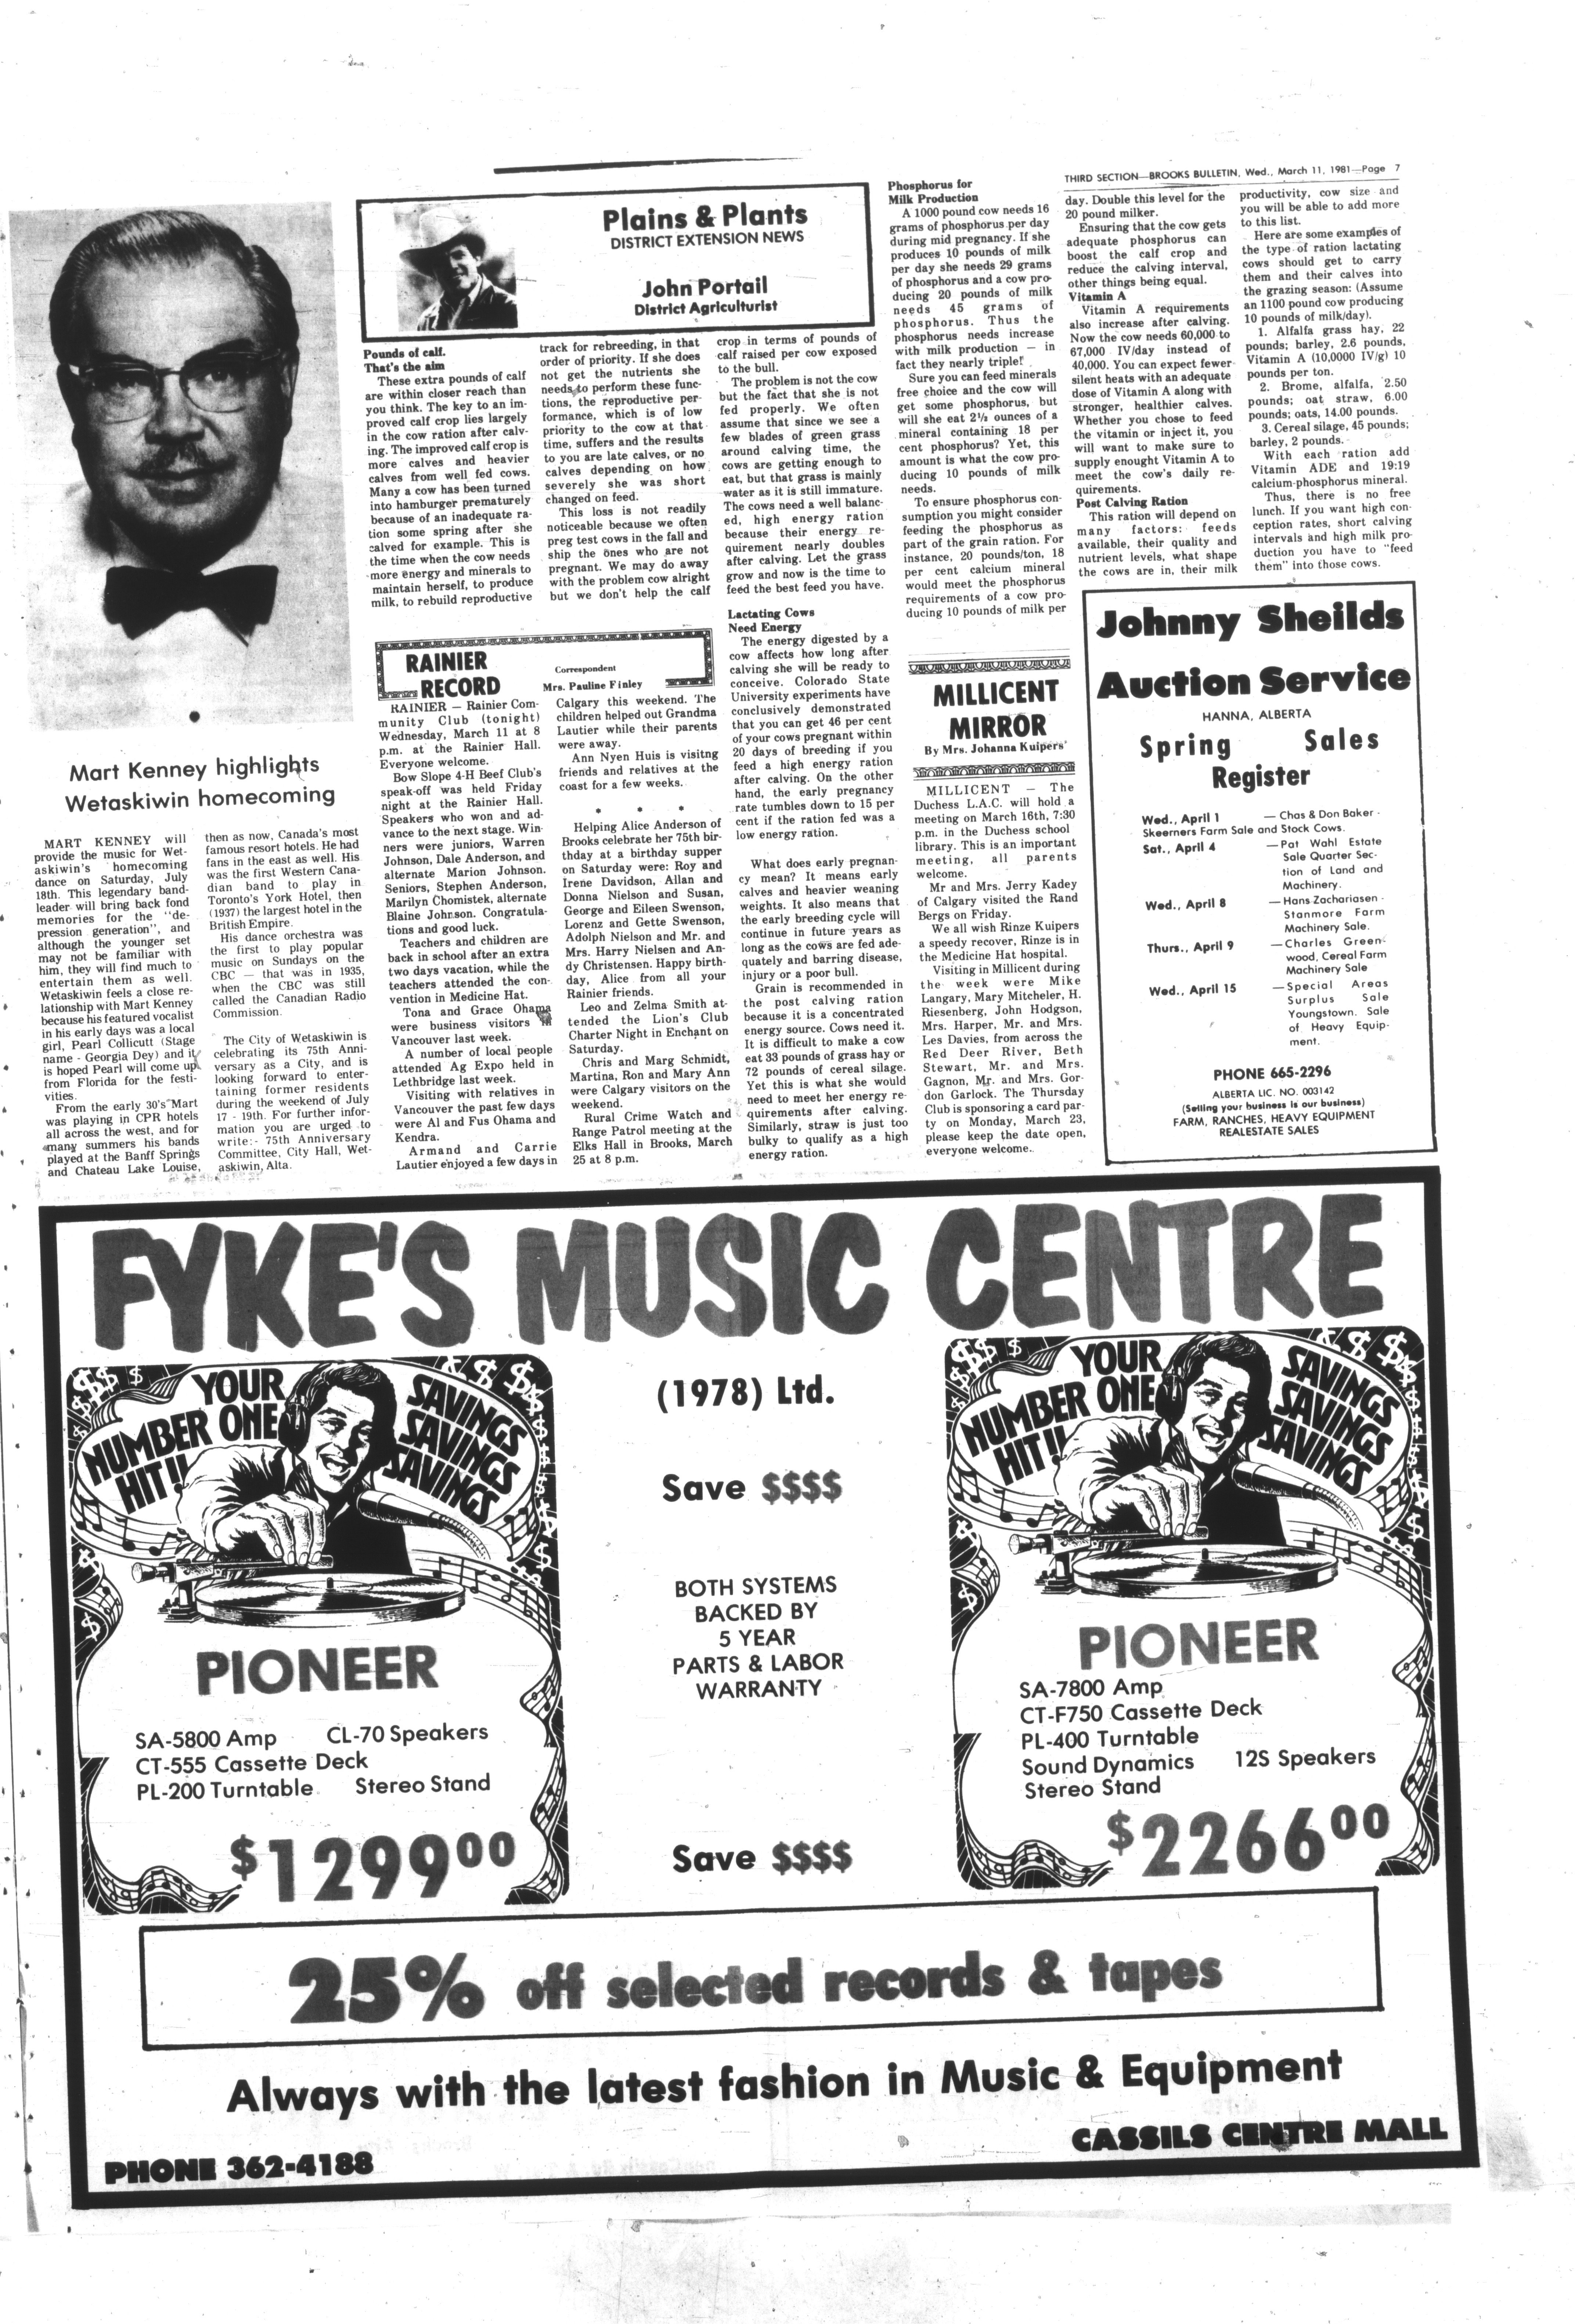 THIRD SECTION—BROOKS BULLETIN, Wed., March 11, 1981—Page 7
Mart Kenney highlights
Wetaskiwin homecoming
MART KENNEY will
provide the music for Wet-
askiwin's homecoming
dance on Saturday, July
18th. This legendary band-
leader will bring back fond
memories for the "de-
pression generation", and
although the younger set
may not be familiar with
him, they will find much to
entertain them as well.
Wetaskiwin feels a close re-
lationship with Mart Kenney
because his featured vocalist
in his early days was a local
girl, Pearl Collicutt (Stage
name - Georgia Dey) and it
is hoped Pearl will come up
from Florida for the festi-
vities.
From the early 30's Mart
was playing in CPR hotels
all across the west, and for
many summers his bands
played at the Banff Springs
and Chateau Lake Louise,
then as now, Canada's most
famous resort hotels. He had
fans in the east as well. His
was the first Western Cana-
dian band to play in
Toronto's York Hotel, then
(1937) the largest hotel in the
British Empire.
His dance orchestra was
the first to play popular
music on Sundays on the
CBC — that was in 1935,
when the CBC was still
called the Canadian Radio
Commission.
The City of Wetaskiwin is
celebrating its 75th Anni-
versary as a City, and is
looking forward to enter-
taining former residents
during the weekend of July
17 - 19th. For further infor-
mation you are urged to
write:- 75th Anniversary
Committee, City Hall, Wet-
askiwin, Alta.
Plains & Plants
DISTRICT EXTENSION NEWS
John Portail
District Agriculturist
Pounds of calf.
That's the aim
These extra pounds of calf
are within closer reach than
you think. The key to an im-
proved calf crop lies largely
in the cow ration after calv-
ing. The improved calf crop is
more calves and heavier
calves from well fed cows.
Many a cow has been turned
into hamburger prematurely
because of an inadequate ra-
tion some spring after she
calved for example. This is
the time when the cow needs
more energy and minerals to
maintain herself, to produce
milk, to rebuild reproductive
track for rebreeding, in that
order of priority. If she does
not get the nutrients she
needs to perform these func-
tions, the reproductive per-
formance, which is of low
priority to the cow at that
time, suffers and the results
to you are late calves, or no
calves depending on how
severely she was short
changed on feed.
This loss is not readily
noticeable because we often
preg test cows in the fall and
ship the ones who are not
pregnant. We may do away
with the problem cow alright
but we don't help the calf
crop in terms of pounds of
calf raised per cow exposed
to the bull.
The problem is not the cow
but the fact that she is not
fed properly. We often
assume that since we see a
few blades of green grass
around calving time, the
cows are getting enough to
eat, but that grass is mainly
water as it is still immature.
The cows need a well balanc-
ed, high energy ration
because their energy re-
quirement nearly doubles
after calving. Let the grass
grow and now is the time to
feed the best feed you have.
Lactating Cows
Need Energy
The energy digested by a
cow affects how long after
calving she will be ready to
conceive. Colorado State
University experiments have
conclusively demonstrated
that you can get 46 per cent
of your cows pregnant within
20 days of breeding if you
feed a high energy ration
after calving. On the other
hand, the early pregnancy
rate tumbles down to 15 per
cent if the ration fed was a
low energy ration.
What does early pregnan-
cy mean? It means early
calves and heavier weaning
weights. It also means that
the early breeding cycle will
continue in future years as
long as the cows are fed ade-
quately and barring disease,
injury or a poor bull.
Grain is recommended in
the post calving ration
because it is a concentrated
energy source. Cows need it.
It is difficult to make a cow
eat 33 pounds of grass hay or
72 pounds of cereal silage.
Yet this is what she would
need to meet her energy re-
quirements after calving.
Similarly, straw is just too
bulky to qualify as a high
energy ration.
Phosphorus for
Milk Production
A 1000 pound cow needs 16
grams of phosphorus per day
during mid pregnancy. If she
produces 10 pounds of milk
per day she needs 29 grams
of phosphorus and a cow pro-
ducing 20 pounds of milk
needs 45 grams of
phosphorus. Thus the
phosphorus needs increase
with milk production — in
fact they nearly triple!
Sure you can feed minerals
free choice and the cow will
get some phosphorus, but
will she eat 2½ ounces of a
mineral containing 18 per
cent phosphorus? Yet, this
amount is what the cow pro-
ducing 10 pounds of milk
needs.
To ensure phosphorus con-
sumption you might consider
feeding the phosphorus as
part of the grain ration. For
instance, 20 pounds/ton, 18
per cent calcium mineral
would meet the phosphorus
requirements of a cow pro-
ducing 10 pounds of milk per
day. Double this level for the
20 pound milker.
Ensuring that the cow gets
adequate phosphorus can
boost the calf crop and
reduce the calving interval,
other things being equal.
Vitamin A
Vitamin A requirements
also increase after calving.
Now the cow needs 60,000 to
67,000 IV/day instead of
40,000. You can expect fewer
silent heats with an adequate
dose of Vitamin A along with
stronger, healthier calves.
Whether you chose to feed
the vitamin or inject it, you
will want to make sure to
supply enought Vitamin A to
meet the cow's daily re-
quirements.
Post Calving Ration
This ration will depend on
many factors: feeds
available, their quality and
nutrient levels, what shape
the cows are in, their milk
productivity, cow size and
you will be able to add more
to this list.
Here are some examples of
the type of ration lactating
cows should get to carry
them and their calves into
the grazing season: (Assume
an 1100 pound cow producing
10 pounds of milk/day).
1. Alfalfa grass hay, 22
pounds; barley, 2.6 pounds,
Vitamin A (10,0000 IV/g) 10
pounds per ton.
2. Brome, alfalfa, 2.50
pounds; oat straw, 6.00
pounds; oats, 14.00 pounds.
3. Cereal silage, 45 pounds;
barley, 2 pounds.
With each ration add
Vitamin ADE and 19:19
calcium-phosphorus mineral.
Thus, there is no free
lunch. If you want high con-
ception rates, short calving
intervals and high milk pro-
duction you have to "feed
them" into those cows.
RAINIER
RECORD
Correspondent
Mrs. Pauline Finley
RAINIER — Rainier Com-
munity Club (tonight)
Wednesday, March 11 at 8
p.m. at the Rainier Hall.
Everyone welcome.
Bow Slope 4-H Beef Club's
speak-off was held Friday
night at the Rainier Hall.
Speakers who won and ad-
vance to the next stage. Win-
ners were juniors, Warren
Johnson, Dale Anderson, and
alternate Marion Johnson.
Seniors, Stephen Anderson,
Marilyn Chomistek, alternate
Blaine Johnson. Congratula-
tions and good luck.
Teachers and children are
back in school after an extra
two days vacation, while the
teachers attended the con-
vention in Medicine Hat.
Tona and Grace Ohama
were business visitors in
Vancouver last week.
A number of local people
attended Ag Expo held in
Lethbridge last week.
Visiting with relatives in
Vancouver the past few days
were Al and Fus Ohama and
Kendra.
Armand and Carrie
Lautier enjoyed a few days in
Calgary this weekend. The
children helped out Grandma
Lautier while their parents
were away.
Ann Nyen Huis is visitng
friends and relatives at the
coast for a few weeks.
* * *
Helping Alice Anderson of
Brooks celebrate her 75th bir-
thday at a birthday supper
on Saturday were: Roy and
Irene Davidson, Allan and
Donna Nielson and Susan,
George and Eileen Swenson,
Lorenz and Gette Swenson,
Adolph Nielson and Mr. and
Mrs. Harry Nielsen and An-
dy Christensen. Happy birth-
day, Alice from all your
Rainier friends.
Leo and Zelma Smith at-
tended the Lion's Club
Charter Night in Enchant on
Saturday.
Chris and Marg Schmidt,
Martina, Ron and Mary Ann
were Calgary visitors on the
weekend.
Rural Crime Watch and
Range Patrol meeting at the
Elks Hall in Brooks, March
25 at 8 p.m.
MILLICENT
MIRROR
By Mrs. Johanna Kuipers
MILLICENT — The
Duchess L.A.C. will hold a
meeting on March 16th, 7:30
p.m. in the Duchess school
library. This is an important
meeting, all parents
welcome.
Mr and Mrs. Jerry Kadey
of Calgary visited the Rand
Bergs on Friday.
We all wish Rinze Kuipers
a speedy recover, Rinze is in
the Medicine Hat hospital.
Visiting in Millicent during
the week were Mike
Langary, Mary Mitcheler, H.
Riesenberg, John Hodgson,
Mrs. Harper, Mr. and Mrs.
Les Davies, from across the
Red Deer River, Beth
Stewart, Mr. and Mrs.
Gagnon, Mr. and Mrs. Gor-
don Garlock. The Thursday
Club is sponsoring a card par-
ty on Monday, March 23,
please keep the date open,
everyone welcome.
Johnny Sheilds
Auction Service
HANNA, ALBERTA
Spring Sales
Register
Wed., April 1 — Chas & Don Baker -
Skeerners Farm Sale and Stock Cows.
Sat., April 4 —Pat Wahl Estate
Sale Quarter Sec-
tion of Land and
Machinery.
Wed., April 8 —Hans Zachariasen -
Stanmore Farm
Machinery Sale.
Thurs., April 9 —Charles Green-
wood, Cereal Farm
Machinery Sale
Wed., April 15 —Special Areas
Surplus Sale
Youngstown. Sale
of Heavy Equip-
ment.
PHONE 665-2296
ALBERTA LIC. NO. 003142
(Selling your business is our business)
FARM, RANCHES, HEAVY EQUIPMENT
REALESTATE SALES
FYKE'S MUSIC CENTRE
(1978) Ltd.
YOUR
NUMBER ONE
HIT!!
SAVINGS
SAVINGS
SAVINGS
PIONEER
SA-5800 Amp CL-70 Speakers
CT-555 Cassette Deck
PL-200 Turntable Stereo Stand
$1299 00
Save $$$$
BOTH SYSTEMS
BACKED BY
5 YEAR
PARTS & LABOR
WARRANTY
Save $$$$
YOUR
NUMBER ONE
HIT!!
SAVINGS
SAVINGS
SAVINGS
PIONEER
SA-7800 Amp
CT-F750 Cassette Deck
PL-400 Turntable
Sound Dynamics 12S Speakers
Stereo Stand
$2266 00
25% off selected records & tapes
Always with the latest fashion in Music & Equipment
PHONE 362-4188
CASSILS CENTRE MALL